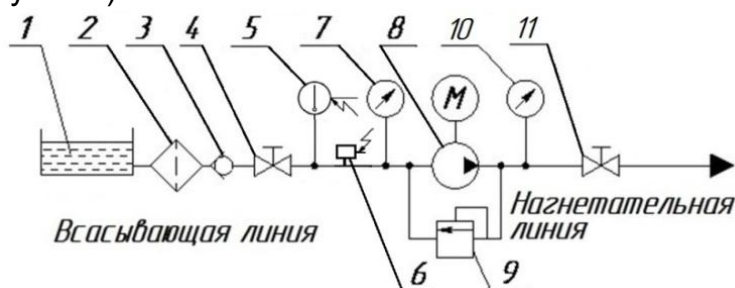 1 2 3 4 5 7 8 10 11
М
Всасывающая линия
Нагнетательная
линия
6 9